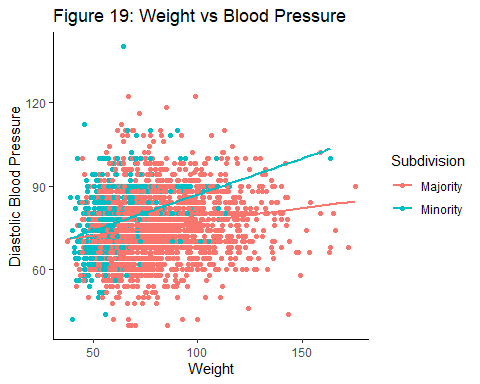 Figure 19: Weight vs Blood Pressure
Diastolic Blood Pressure
120
90
60
50
100
150
Weight
Subdivision
Majority
Minority